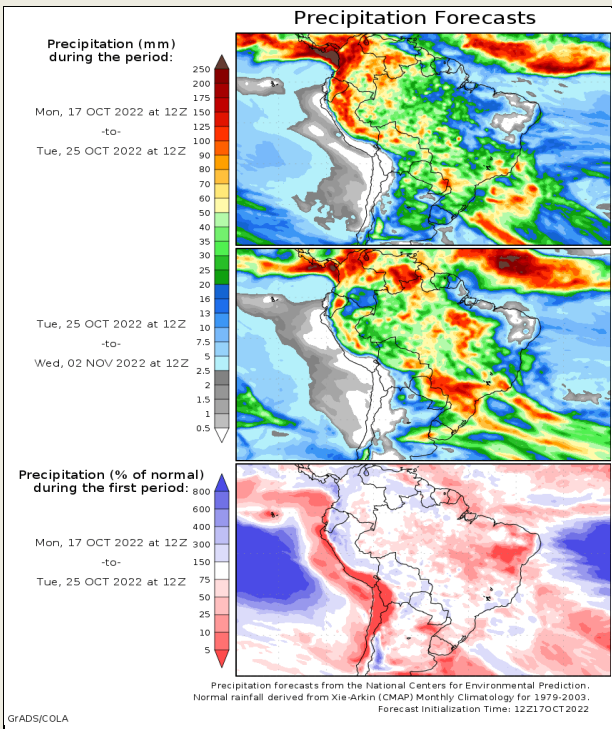 Precipitation Forecasts
Precipitation (mm)
during the period:
Mon, 17 OCT 2022 at 12Z
-to-
Tue, 25 OCT 2022 at 12Z
250
200
175
150
125
100
90
80
70
60
50
40
35
30
25
20
16
13
10
7.5
5
2.5
2
1.5
1
0.5
Tue, 25 OCT 2022 at 12Z
-to-
Wed, 02 NOV 2022 at 12Z
Precipitation (% of normal)
during the first period:
Mon, 17 OCT 2022 at 12Z
-to-
Tue, 25 OCT 2022 at 12Z
800
600
400
300
150
75
50
25
10
5
Precipitation forecasts from the National Centers for Environmental Prediction.
Normal rainfall derived from Xie-Arkin (CMAP) Monthly Climatology for 1979-2003.
Forecast Initialization Time: 12Z17OCT2022
GrADS/COLA